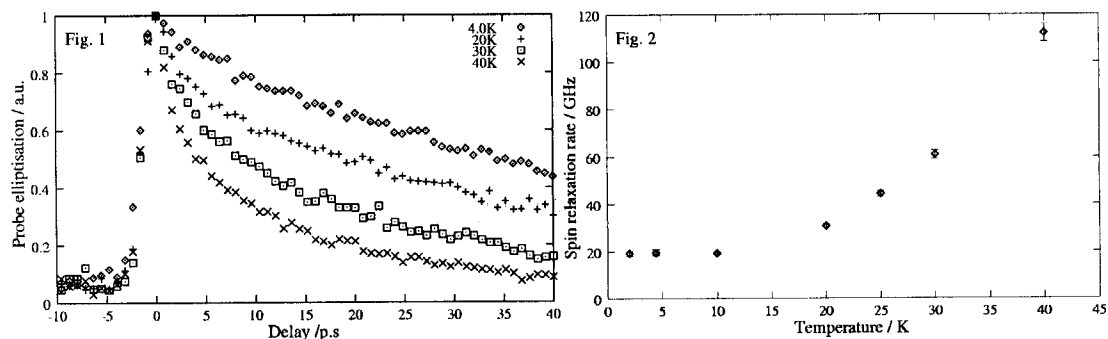 Fig. 1
4.0K
20K
30K
40K
Probe elliptisation / a.u.
1
0.8
0.6
0.4
0.2
0
-10 -5 0 5 10 15 20 25 30 35 40
Delay /p.s
Fig. 2
Spin relaxation rate / GHz
120
100
80
60
40
20
0
0 5 10 15 20 25 30 35 40 45
Temperature / K